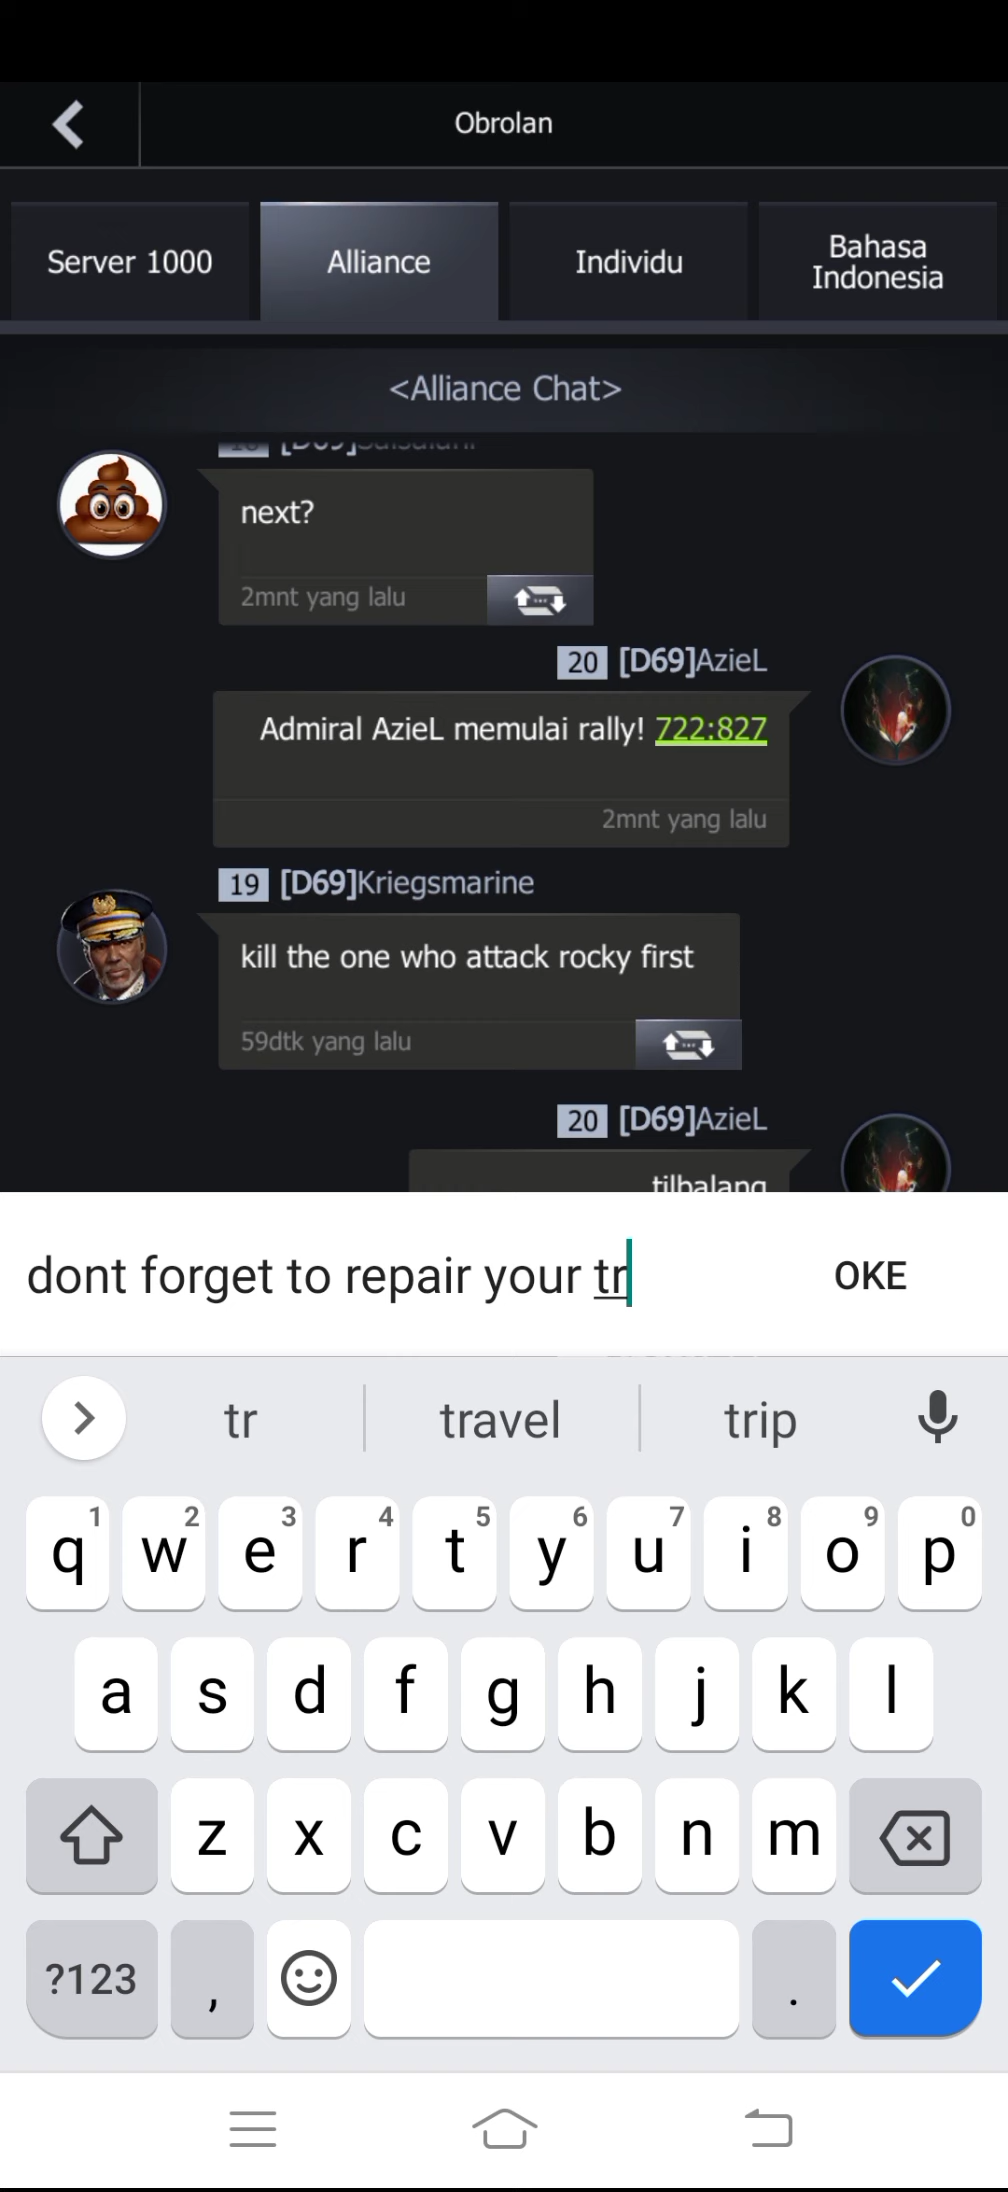 Obrolan
Server 1000
Alliance
Individu
Bahasa
Indonesia
<Alliance Chat>
next?
2mnt yang lalu
20 [D69]AzieL
Admiral AzieL memulai rally! 722:827
2mnt yang lalu
19 [D69]Kriegsmarine
kill the one who attack rocky first
59dtk yang lalu
20 [D69]AzieL
tilbalang
dont forget to repair your tr
OKE
tr travel trip
q 1 w 2 e 3 r 4 t 5 y 6 u 7 i 8 o 9 p 0
a s d f g h j k l
z x c v b n m
?123 , .